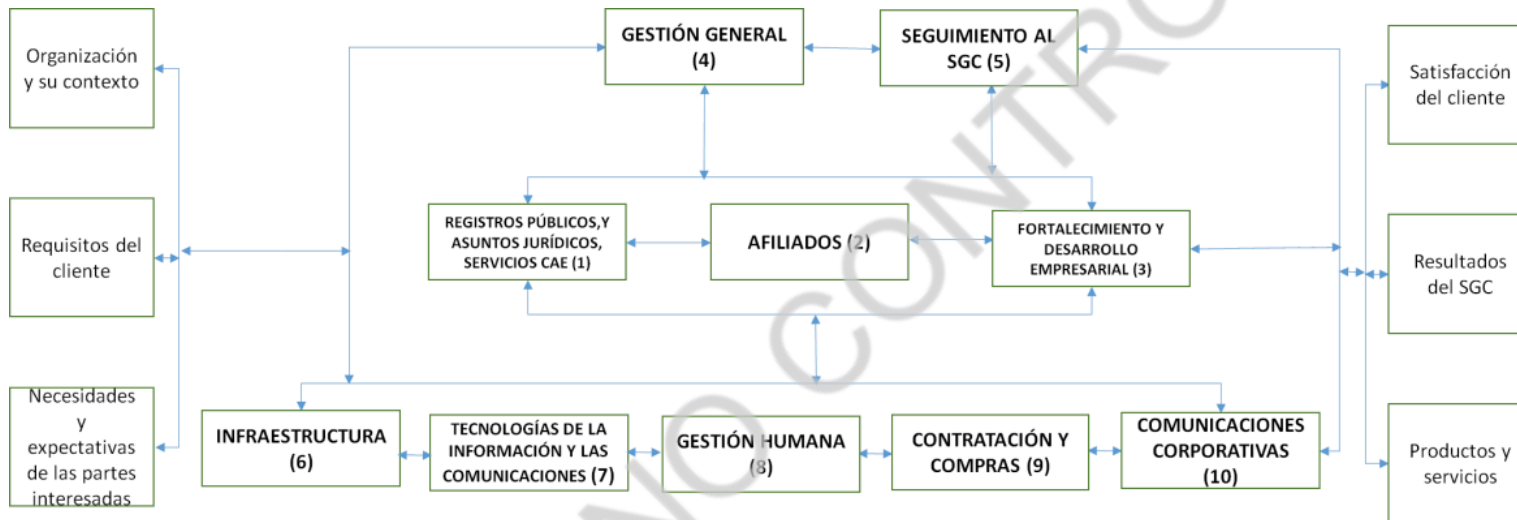 Organización
y su contexto
Requisitos del
cliente
Necesidades
y
expectativas
de las partes
interesadas
GESTIÓN GENERAL
(4)
SEGUIMIENTO AL
SGC (5)
REGISTROS PÚBLICOS,Y
ASUNTOS JURÍDICOS,
SERVICIOS CAE (1)
AFILIADOS (2)
FORTALECIMIENTO Y
DESARROLLO
EMPRESARIAL (3)
INFRAESTRUCTURA
(6)
TECNOLOGÍAS DE LA
INFORMACIÓN Y LAS
COMUNICACIONES (7)
GESTIÓN HUMANA
(8)
CONTRATACIÓN Y
COMPRAS (9)
COMUNICACIONES
CORPORATIVAS
(10)
Satisfacción
del cliente
Resultados
del SGC
Productos y
servicios
NO CONTRO